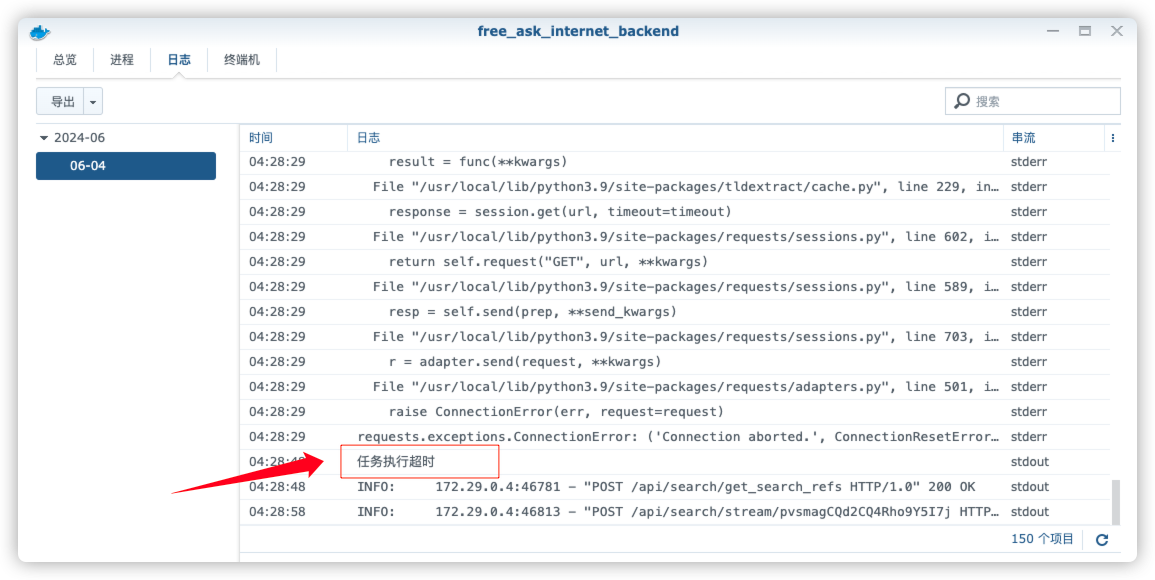 free_ask_internet_backend
总览 进程 日志 终端机
导出 搜索
2024-06
06-04
时间 日志 串流
04:28:29 result = func(**kwargs) stderr
04:28:29 File "/usr/local/lib/python3.9/site-packages/tldextract/cache.py", line 229, in… stderr
04:28:29 response = session.get(url, timeout=timeout) stderr
04:28:29 File "/usr/local/lib/python3.9/site-packages/requests/sessions.py", line 602, i… stderr
04:28:29 return self.request("GET", url, **kwargs) stderr
04:28:29 File "/usr/local/lib/python3.9/site-packages/requests/sessions.py", line 589, i… stderr
04:28:29 resp = self.send(prep, **send_kwargs) stderr
04:28:29 File "/usr/local/lib/python3.9/site-packages/requests/sessions.py", line 703, i… stderr
04:28:29 r = adapter.send(request, **kwargs) stderr
04:28:29 File "/usr/local/lib/python3.9/site-packages/requests/adapters.py", line 501, i… stderr
04:28:29 raise ConnectionError(err, request=request) stderr
04:28:29 requests.exceptions.ConnectionError: ('Connection aborted.', ConnectionResetError… stderr
任务执行超时 stdout
04:28:48 INFO: 172.29.0.4:46781 – "POST /api/search/get_search_refs HTTP/1.0" 200 OK stdout
04:28:58 INFO: 172.29.0.4:46813 – "POST /api/search/stream/pvsmagCQd2CQ4Rho9Y5I7j HTTP… stdout
150 个项目